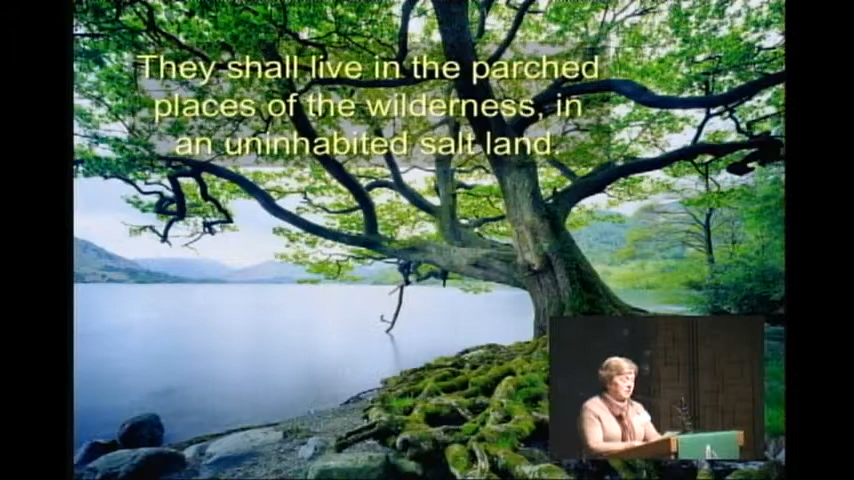 They shall live in the parched
places of the wilderness, in
an uninhabited salt land.